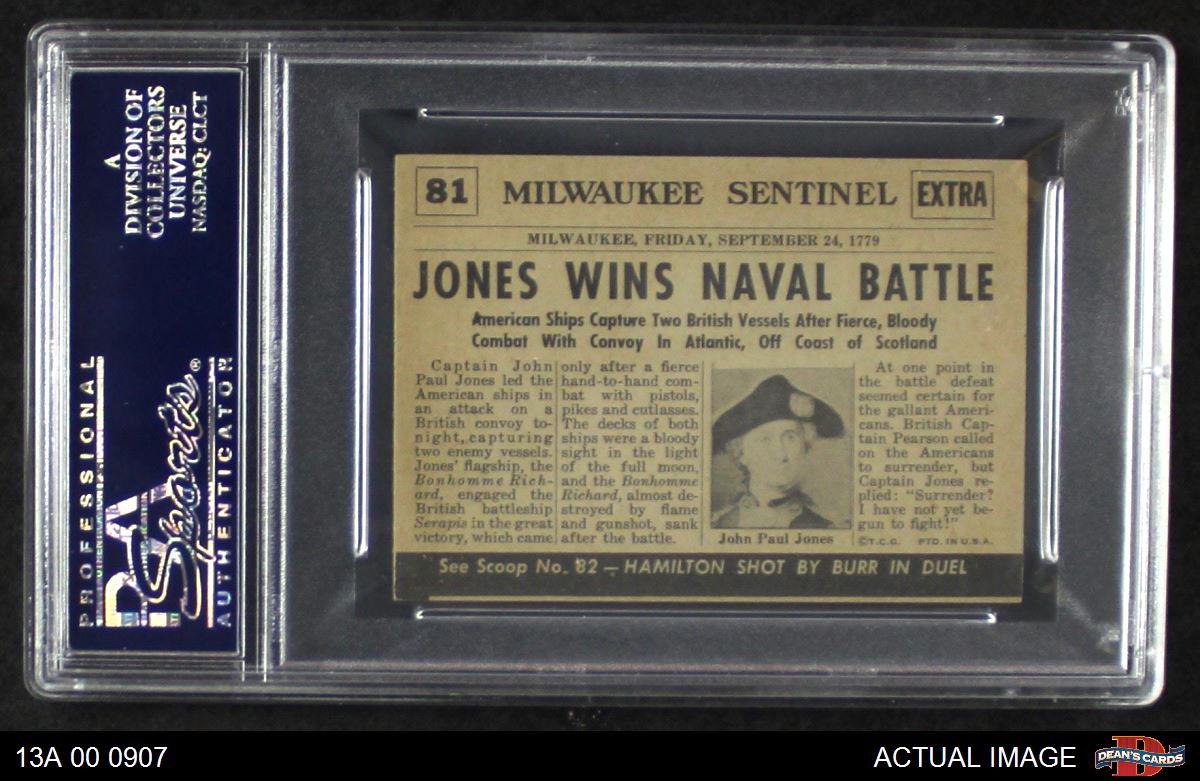 A
DIVISION OF
COLLECTORS
UNIVERSE
NASDAQ: CLCT
PROFESSIONAL
PSA
Sports®
AUTHENTICATOR
81 MILWAUKEE SENTINEL EXTRA
MILWAUKEE, FRIDAY, SEPTEMBER 24, 1779
JONES WINS NAVAL BATTLE
American Ships Capture Two British Vessels After Fierce, Bloody
Combat With Convoy In Atlantic, Off Coast of Scotland
Captain John
Paul Jones led the
American ships in
an attack on a
British convoy to-
night, capturing
two enemy vessels.
Jones' flagship, the
Bonhomme Rich-
ard, engaged the
British battleship
Serapis in the great
victory, which came
only after a fierce
hand-to-hand com-
bat with pistols,
pikes and cutlasses.
The decks of both
ships were a bloody
sight in the light
of the full moon,
and the Bonhomme
Richard, almost de-
stroyed by flame
and gunshot, sank
after the battle.
John Paul Jones
At one point in
the battle defeat
seemed certain for
the gallant Ameri-
cans. British Cap-
tain Pearson called
on the Americans
to surrender, but
Captain Jones re-
plied: "Surrender?
I have not yet be-
gun to fight!"
©T.C.G. PTD. IN U.S.A.
See Scoop No. 82 — HAMILTON SHOT BY BURR IN DUEL
13A 00 0907
ACTUAL IMAGE
D
DEAN'S CARDS